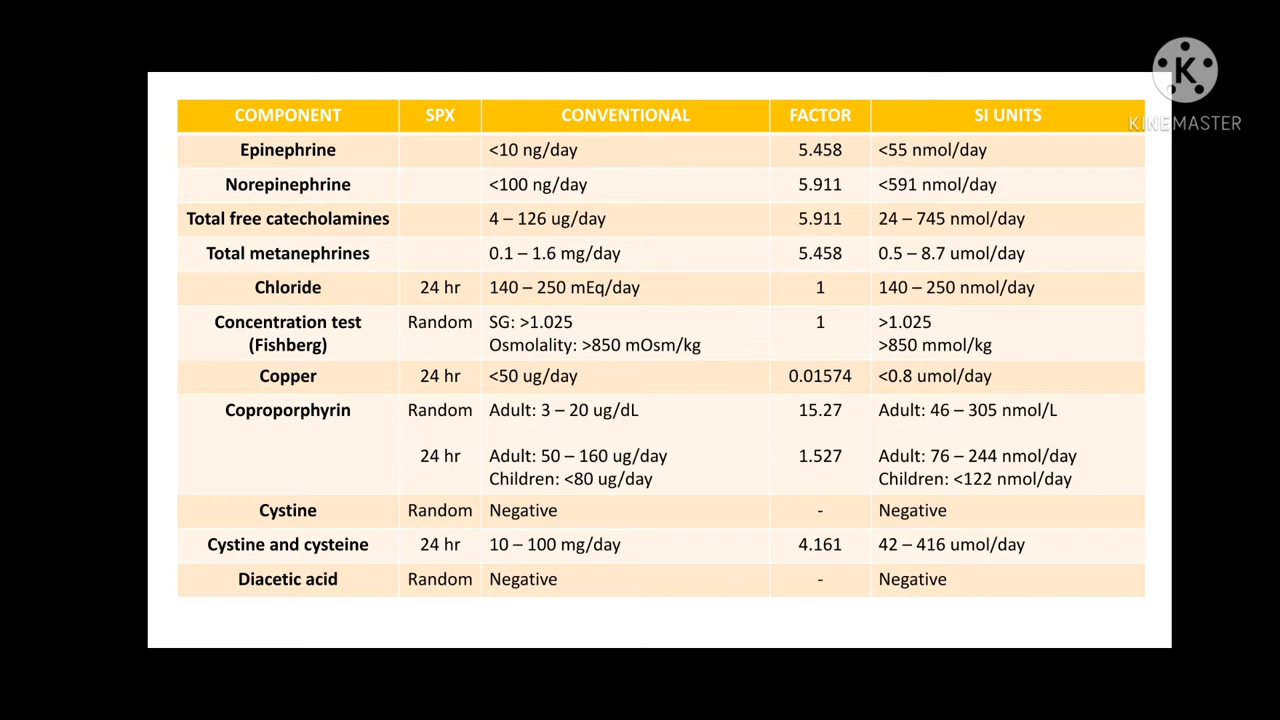 K
KINEMASTER
COMPONENT SPX CONVENTIONAL FACTOR SI UNITS
Epinephrine <10 ng/day 5.458 <55 nmol/day
Norepinephrine <100 ng/day 5.911 <591 nmol/day
Total free catecholamines 4 – 126 ug/day 5.911 24 – 745 nmol/day
Total metanephrines 0.1 – 1.6 mg/day 5.458 0.5 – 8.7 umol/day
Chloride 24 hr 140 – 250 mEq/day 1 140 – 250 nmol/day
Concentration test Random SG: >1.025 1 >1.025
(Fishberg) Osmolality: >850 mOsm/kg >850 mmol/kg
Copper 24 hr <50 ug/day 0.01574 <0.8 umol/day
Coproporphyrin Random Adult: 3 – 20 ug/dL 15.27 Adult: 46 – 305 nmol/L
24 hr Adult: 50 – 160 ug/day 1.527 Adult: 76 – 244 nmol/day
Children: <80 ug/day Children: <122 nmol/day
Cystine Random Negative - Negative
Cystine and cysteine 24 hr 10 – 100 mg/day 4.161 42 – 416 umol/day
Diacetic acid Random Negative - Negative